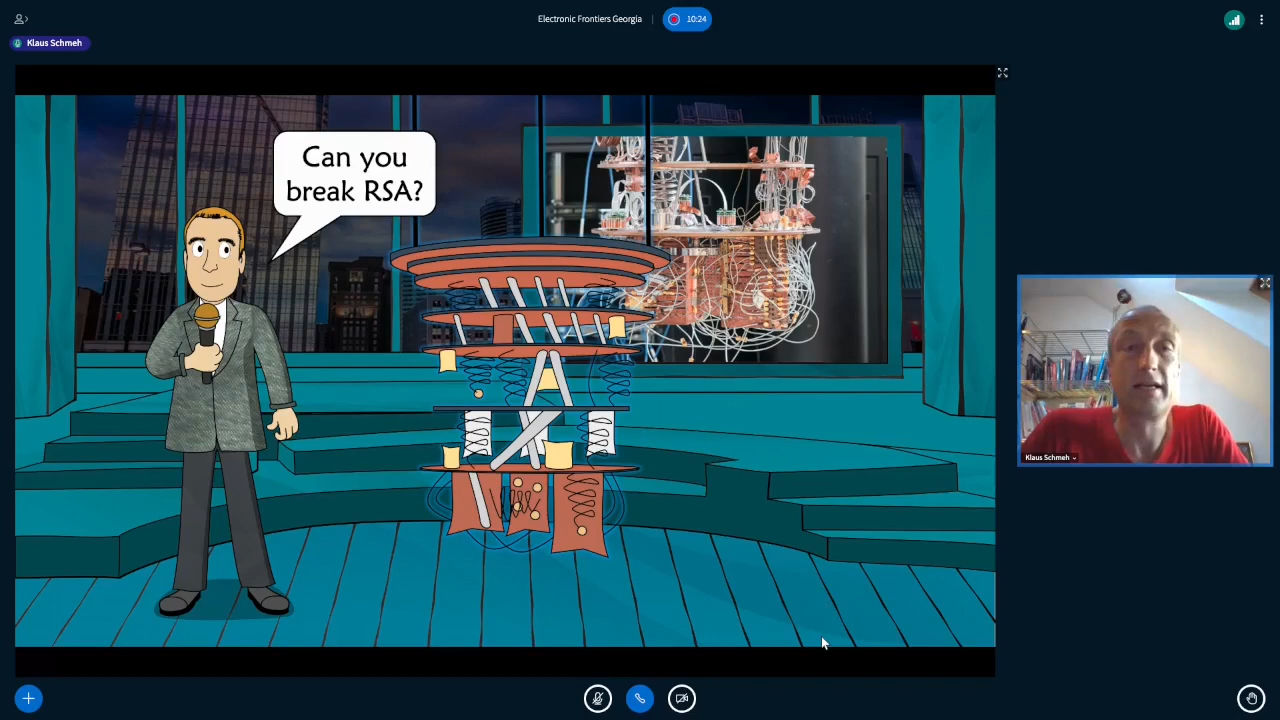 Electronic Frontiers Georgia
10:24
Klaus Schmeh
Can you
break RSA?
Klaus Schmeh